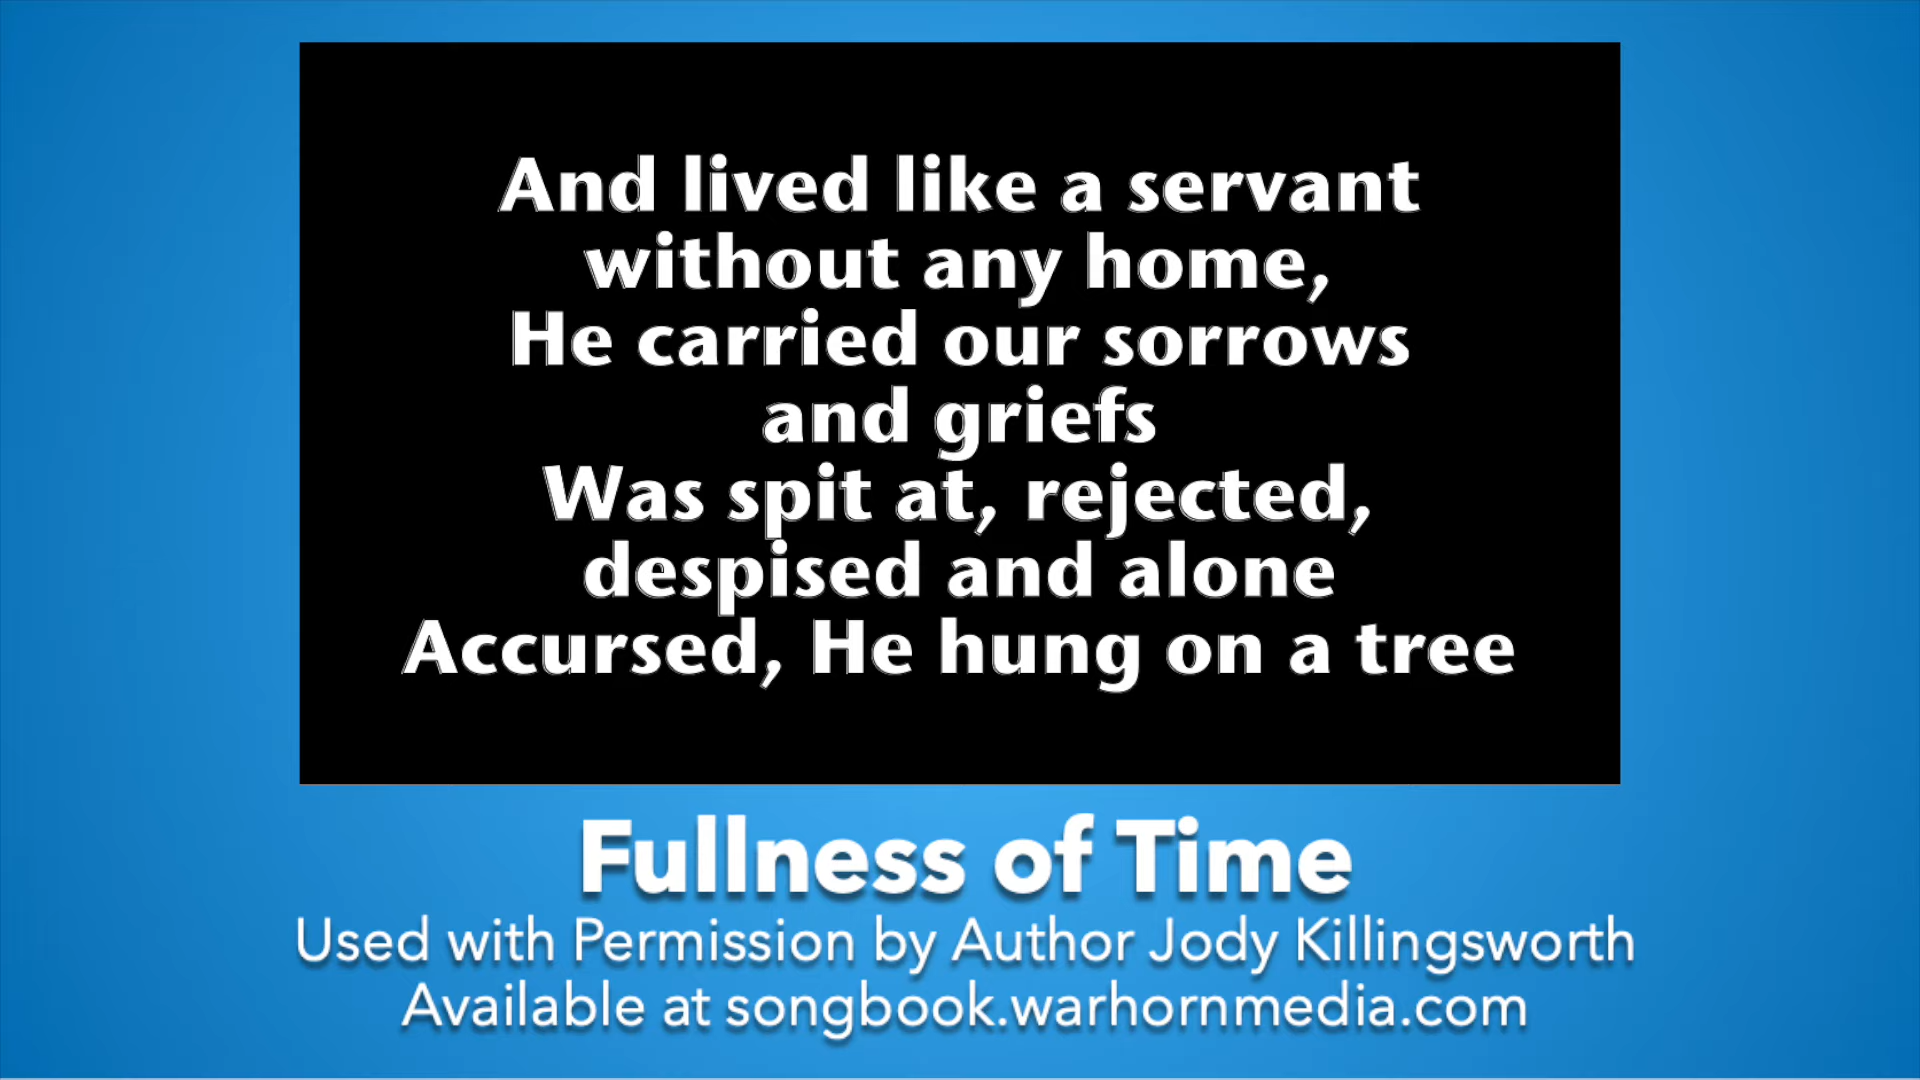 And lived like a servant
without any home,
He carried our sorrows
and griefs
Was spit at, rejected,
despised and alone
Accursed, He hung on a tree
Fullness of Time
Used with Permission by Author Jody Killingsworth
Available at songbook.warhornmedia.com